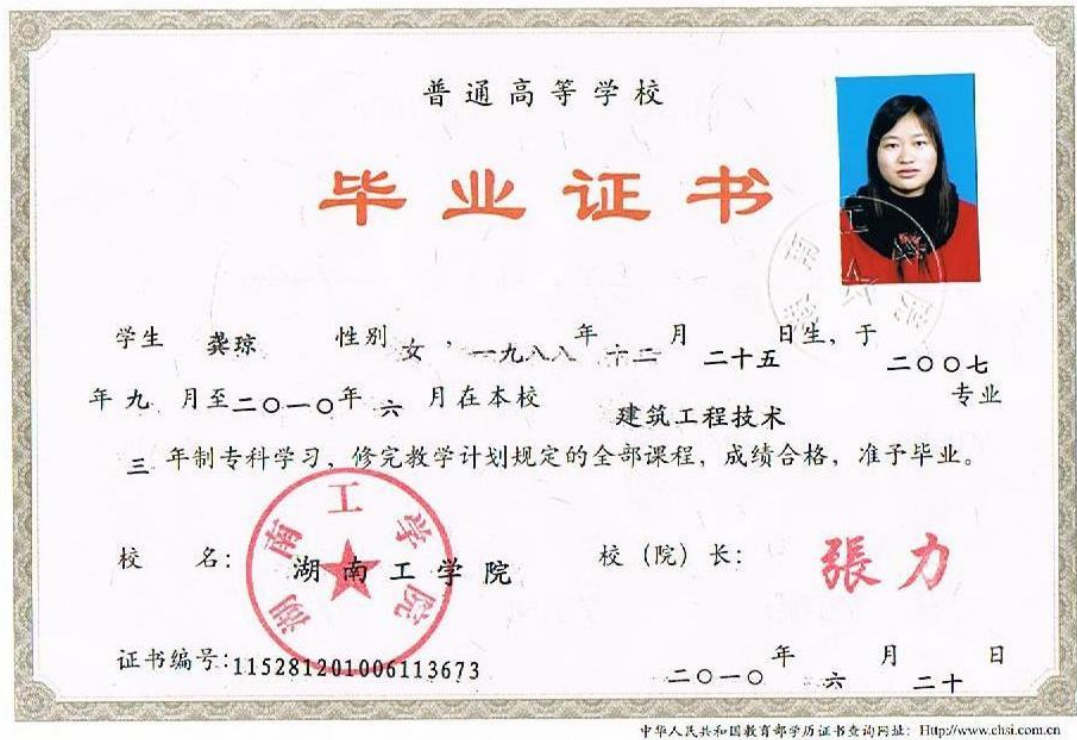 普通高等学校
毕业证书
学生 龚琼 性别 女，一九八八年十二月二十五日生，于二〇〇七
年九月至二〇一〇年六月在本校 建筑工程技术 专业
三年制专科学习，修完教学计划规定的全部课程，成绩合格，准予毕业。
校 名：湖南工学院 校（院）长：張力
湖南工学院
证书编号：115281201006113673 二〇一〇年六月二十日
中华人民共和国教育部学历证书查询网址：Http://www.chsi.com.cn